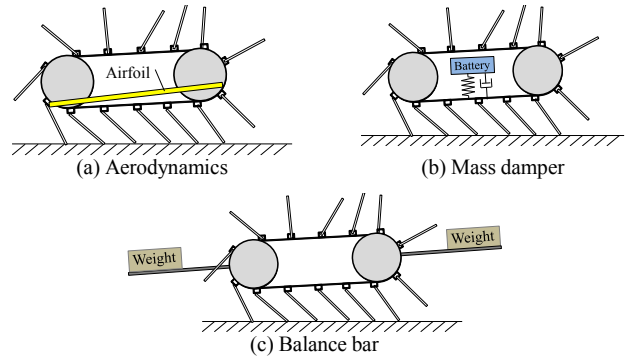 Airfoil
Battery
(a) Aerodynamics
(b) Mass damper
Weight
Weight
(c) Balance bar